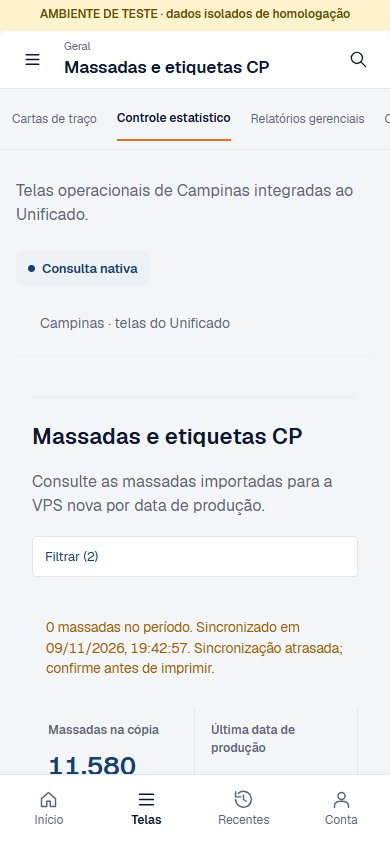 AMBIENTE DE TESTE · dados isolados de homologação
Geral
Massadas e etiquetas CP
Cartas de traço
Controle estatístico
Relatórios gerenciais
Telas operacionais de Campinas integradas ao
Unificado.
Consulta nativa
Campinas · telas do Unificado
Massadas e etiquetas CP
Consulte as massadas importadas para a
VPS nova por data de produção.
Filtrar (2)
0 massadas no período. Sincronizado em
09/11/2026, 19:42:57. Sincronização atrasada;
confirme antes de imprimir.
Massadas na cópia
Última data de
produção
11.580
Início
Telas
Recentes
Conta